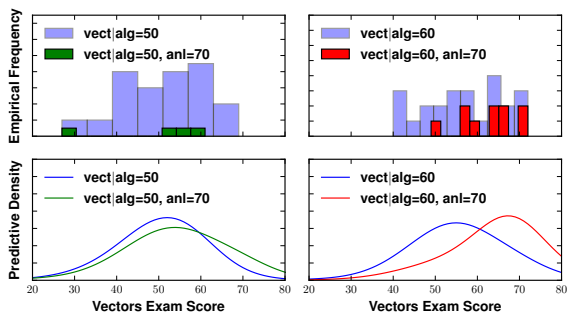 Empirical Frequency
vect|alg=50
vect|alg=50, anl=70
vect|alg=60
vect|alg=60, anl=70
Predictive Density
vect|alg=50
vect|alg=50, anl=70
vect|alg=60
vect|alg=60, anl=70
20 30 40 50 60 70 80
30 40 50 60 70 80
Vectors Exam Score
Vectors Exam Score